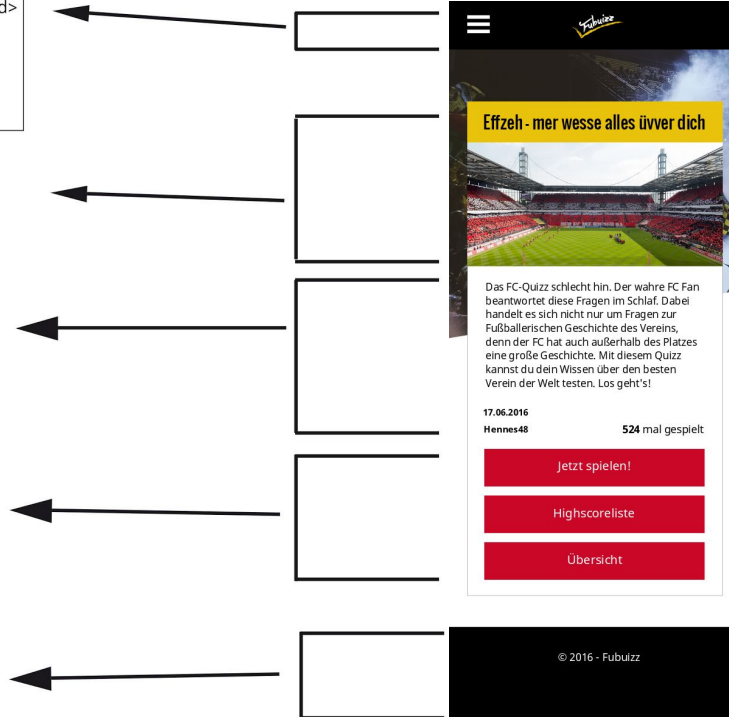 d>
Fubuizz
Effzeh - mer wesse alles üvver dich
Das FC-Quizz schlecht hin. Der wahre FC Fan
beantwortet diese Fragen im Schlaf. Dabei
handelt es sich nicht nur um Fragen zur
Fußballerischen Geschichte des Vereins,
denn der FC hat auch außerhalb des Platzes
eine große Geschichte. Mit diesem Quizz
kannst du dein Wissen über den besten
Verein der Welt testen. Los geht's!
17.06.2016
Hennes48 524 mal gespielt
Jetzt spielen!
Highscoreliste
Übersicht
© 2016 - Fubuizz